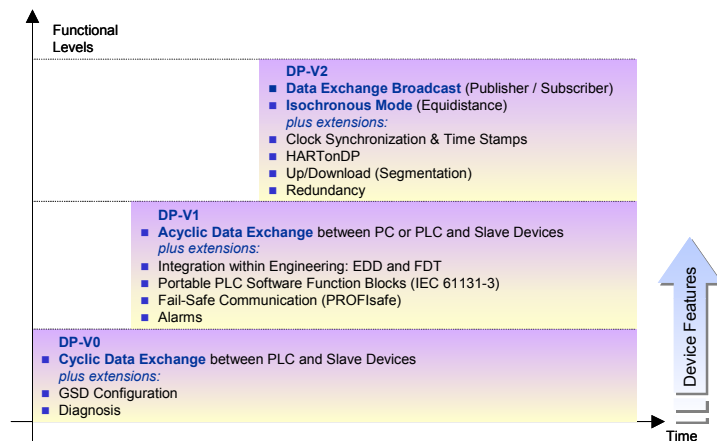 Functional
Levels
DP-V2
■ Data Exchange Broadcast (Publisher / Subscriber)
■ Isochronous Mode (Equidistance)
plus extensions:
■ Clock Synchronization & Time Stamps
■ HARTonDP
■ Up/Download (Segmentation)
■ Redundancy
DP-V1
■ Acyclic Data Exchange between PC or PLC and Slave Devices
plus extensions:
■ Integration within Engineering: EDD and FDT
■ Portable PLC Software Function Blocks (IEC 61131-3)
■ Fail-Safe Communication (PROFIsafe)
■ Alarms
DP-V0
■ Cyclic Data Exchange between PLC and Slave Devices
plus extensions:
■ GSD Configuration
■ Diagnosis
Device Features
Time